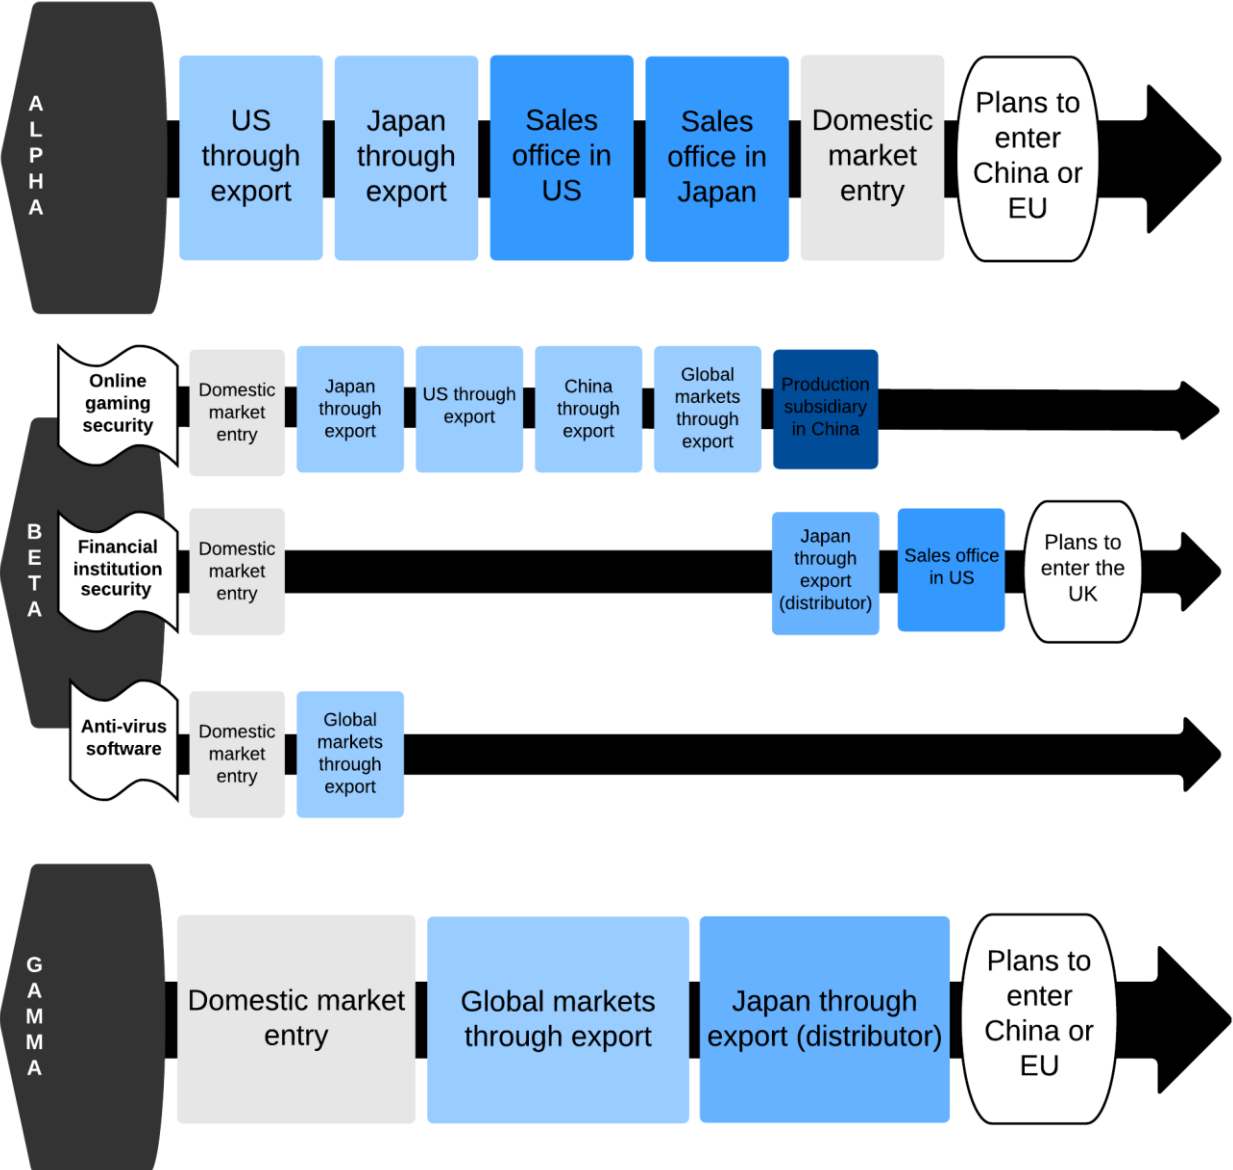 ALPHA
US
through
export
Japan
through
export
Sales
office in
US
Sales
office in
Japan
Domestic
market
entry
Plans to
enter
China or
EU
BETA
Online
gaming
security
Domestic
market
entry
Japan
through
export
US through
export
China
through
export
Global
markets
through
export
Production
subsidiary
in China
Financial
institution
security
Domestic
market
entry
Japan
through
export
(distributor)
Sales office
in US
Plans to
enter the
UK
Anti-virus
software
Domestic
market
entry
Global
markets
through
export
GAMMA
Domestic market
entry
Global markets
through export
Japan through
export (distributor)
Plans to
enter
China or
EU